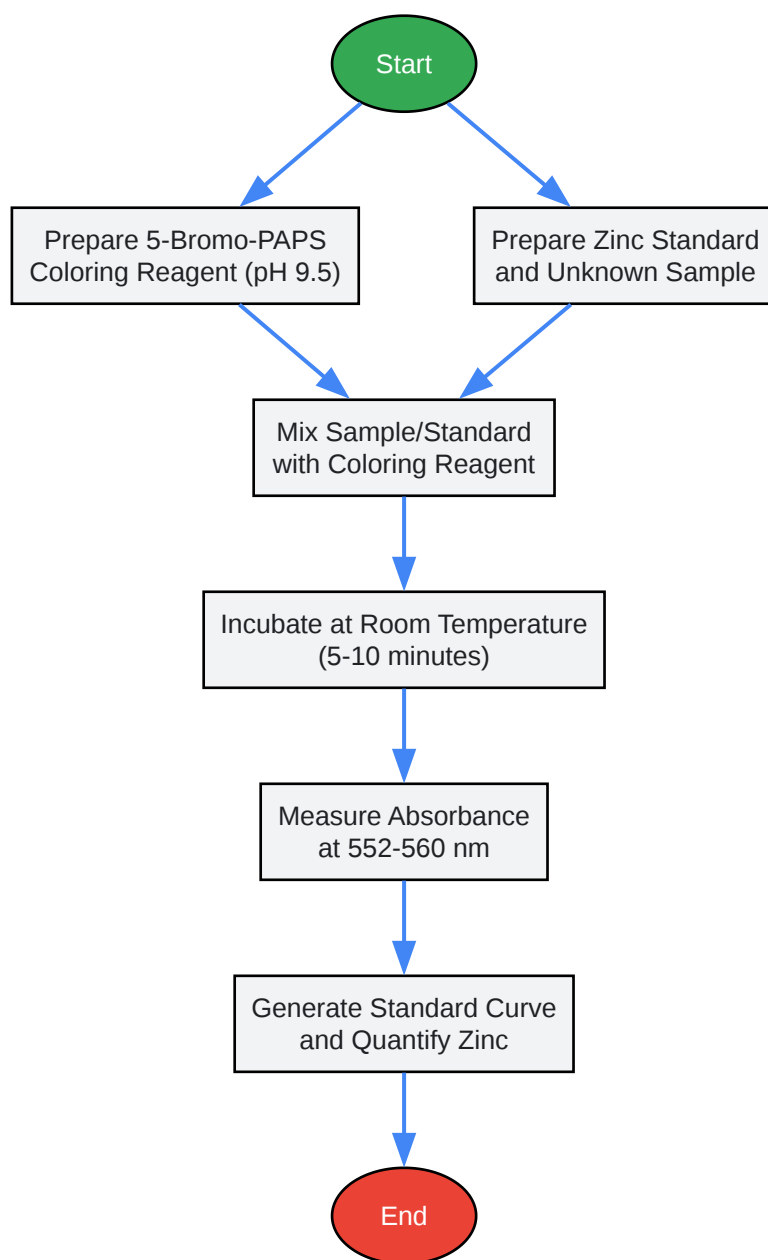 Start
Prepare 5-Bromo-PAPS
Coloring Reagent (pH 9.5)
Prepare Zinc Standard
and Unknown Sample
Mix Sample/Standard
with Coloring Reagent
Incubate at Room Temperature
(5-10 minutes)
Measure Absorbance
at 552-560 nm
Generate Standard Curve
and Quantify Zinc
End